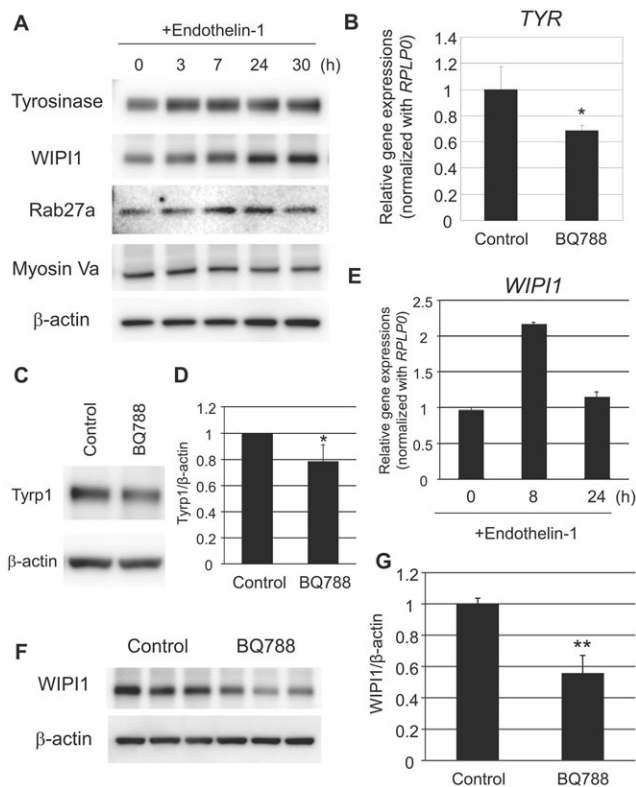 A
+Endothelin-1
0 3 7 24 30 (h)
Tyrosinase
WIPI1
Rab27a
Myosin Va
β-actin
B
TYR
Relative gene expressions
(normalized with RPLP0)
1.4
1.2
1
0.8
0.6
0.4
0.2
0
*
Control BQ788
C
Control
BQ788
Tyrp1
β-actin
D
Tyrp1/β-actin
1.2
1
0.8
0.6
0.4
0.2
0
*
Control BQ788
E
WIPI1
Relative gene expressions
(normalized with RPLP0)
2.5
2
1.5
1
0.5
0
0 8 24 (h)
+Endothelin-1
F
Control BQ788
WIPI1
β-actin
G
WIPI1/β-actin
1.2
1
0.8
0.6
0.4
0.2
0
**
Control BQ788